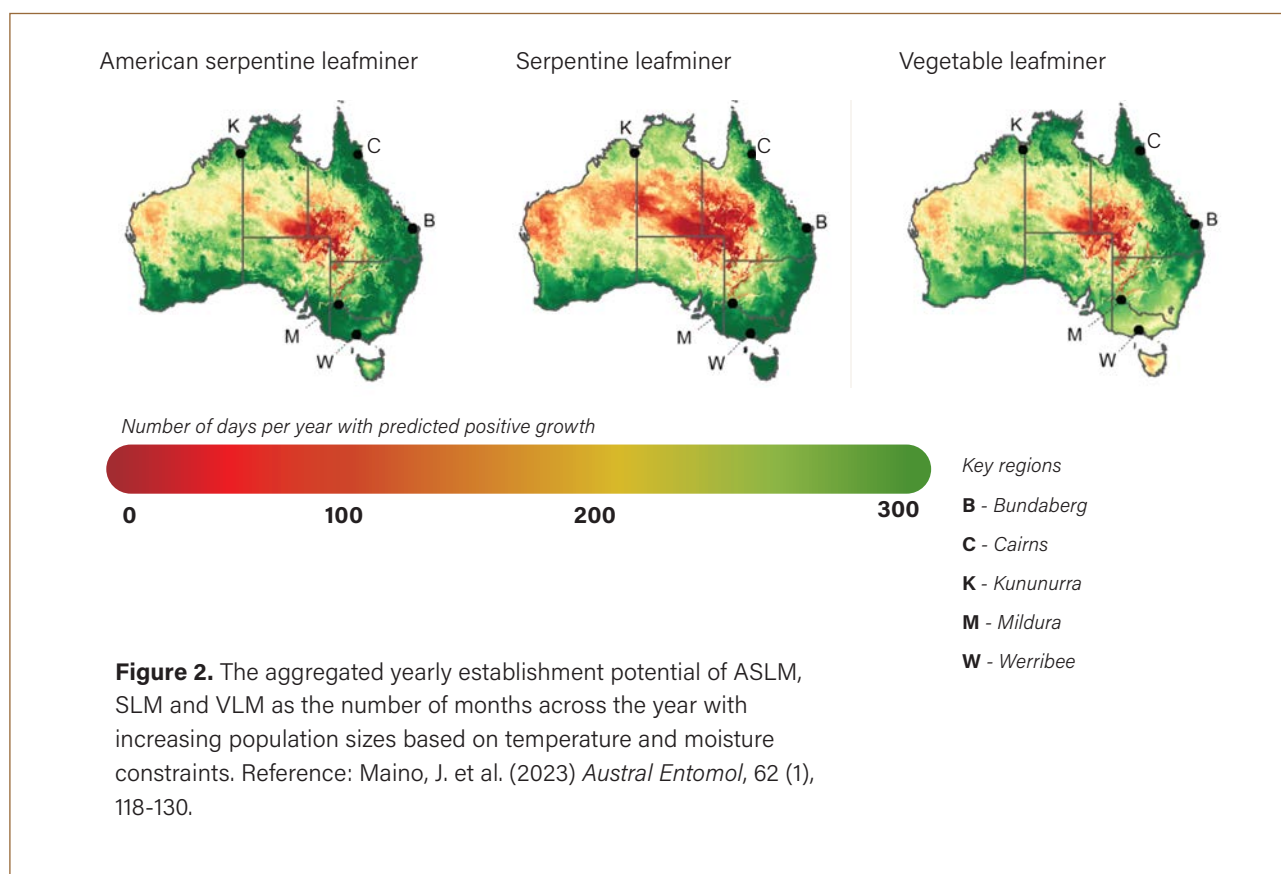 American serpentine leafminer
Serpentine leafminer
Vegetable leafminer
K
C
B
M
W
K
C
B
M
W
K
C
B
M
W
Number of days per year with predicted positive growth
0 100 200 300
Key regions
B - Bundaberg
C - Cairns
K - Kununurra
M - Mildura
W - Werribee
Figure 2. The aggregated yearly establishment potential of ASLM,
SLM and VLM as the number of months across the year with
increasing population sizes based on temperature and moisture
constraints. Reference: Maino, J. et al. (2023) Austral Entomol, 62 (1),
118-130.